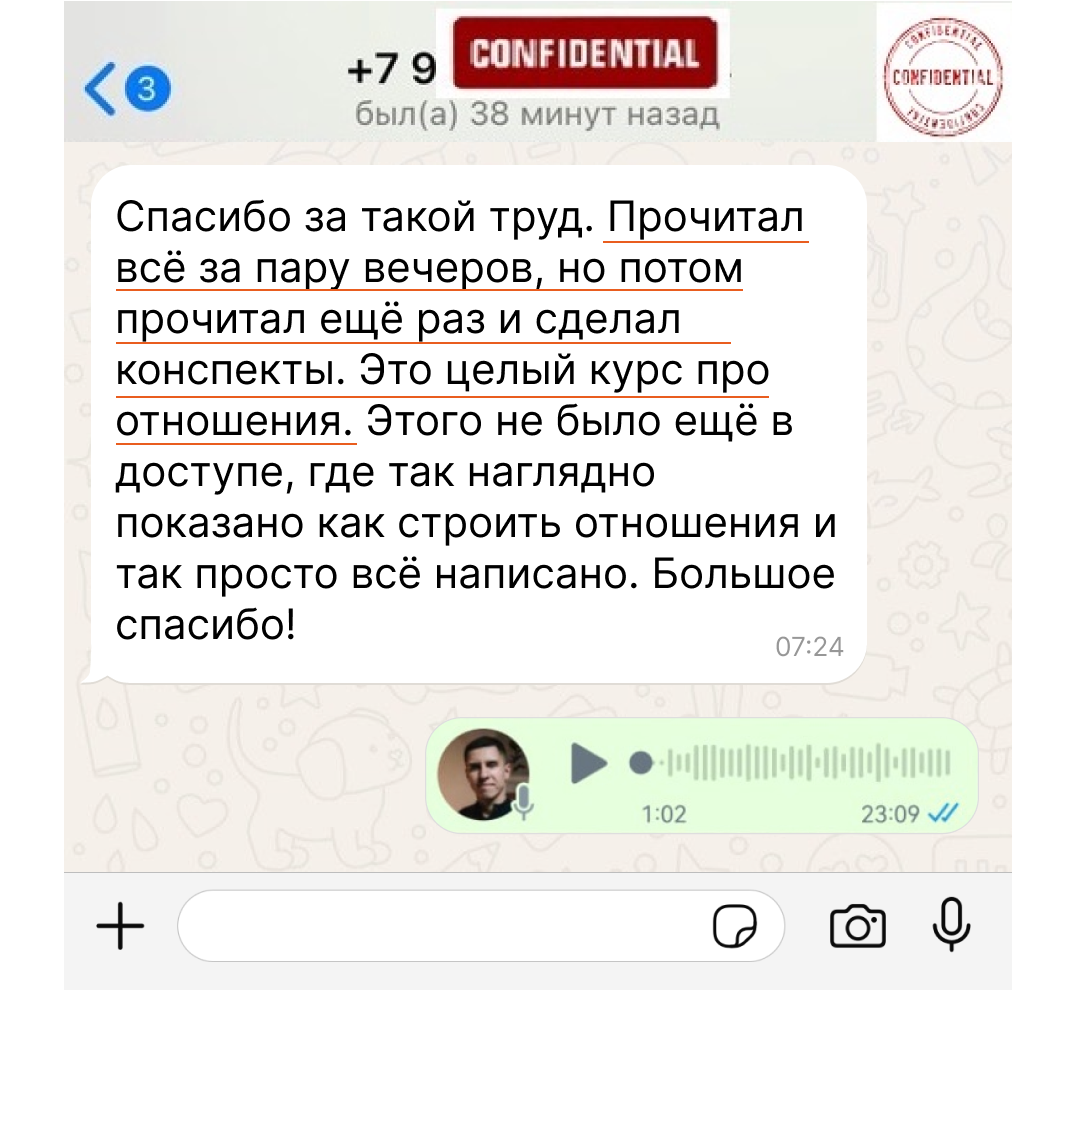 3
+7 9
CONFIDENTIAL
был(а) 38 минут назад
CONFIDENTIAL
CONFIDENTIAL
CONFIDENTIAL
Спасибо за такой труд. Прочитал
всё за пару вечеров, но потом
прочитал ещё раз и сделал
конспекты. Это целый курс про
отношения. Этого не было ещё в
доступе, где так наглядно
показано как строить отношения и
так просто всё написано. Большое
спасибо!
07:24
1:02
23:09